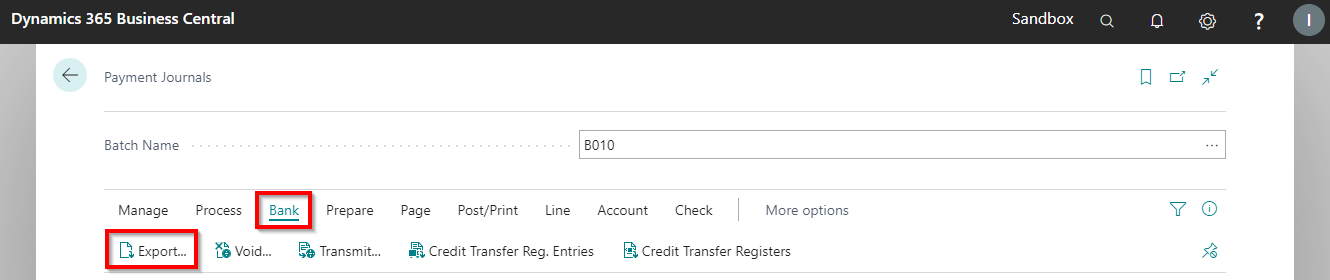 Dynamics 365 Business Central Sandbox ? I
Payment Journals
Batch Name B010 ...
Manage Process Bank Prepare Page Post/Print Line Account Check More options
Export... Void... Transmit... Credit Transfer Reg. Entries Credit Transfer Registers